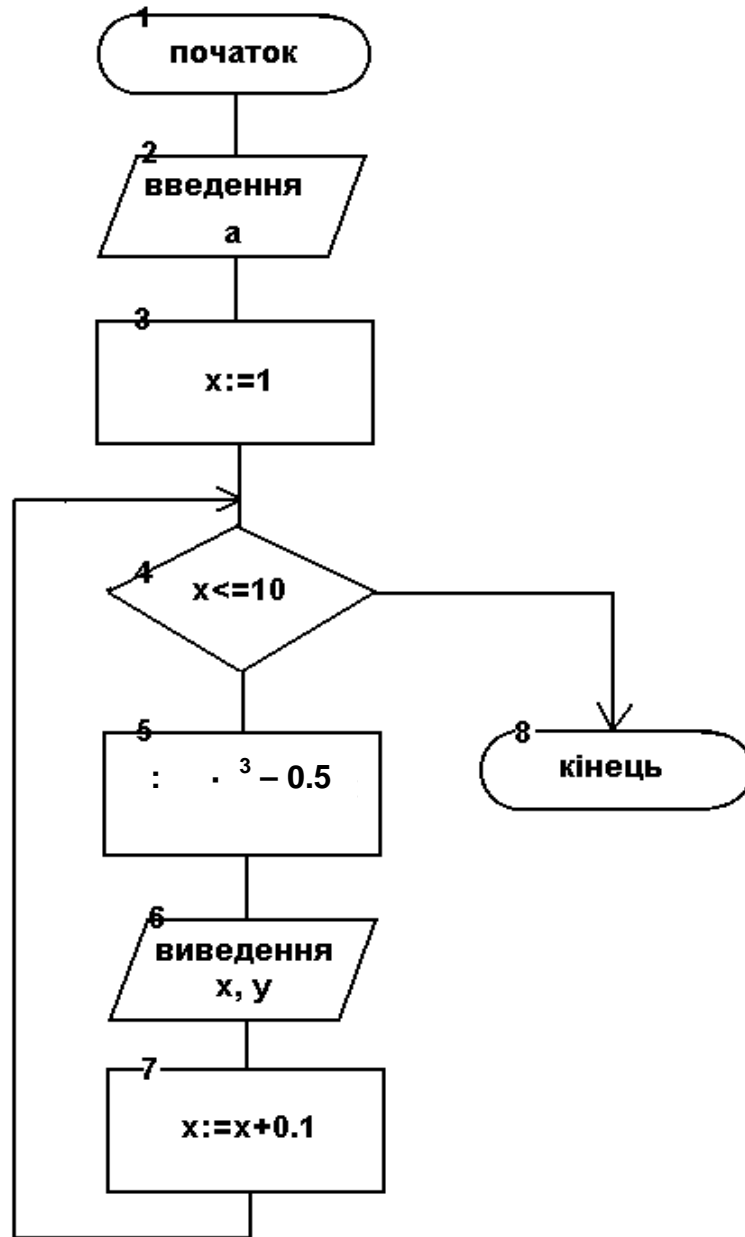 1
початок
2
введення
a
3
x:=1
4
x<=10
5
: · ³ – 0.5
6
виведення
x, y
7
x:=x+0.1
8
кінець